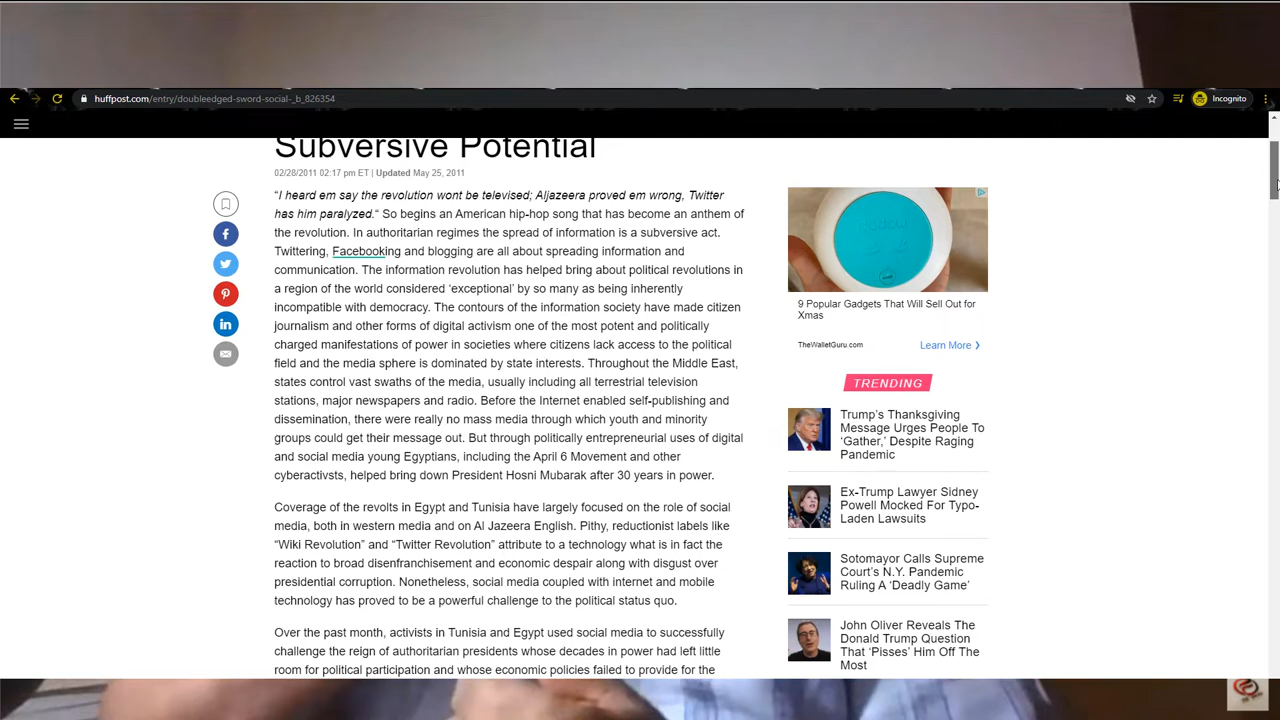 huffpost.com/entry/doubleedged-sword-social-_b_826354
Incognito
Subversive Potential
02/28/2011 02:17 pm ET | Updated May 25, 2011
"I heard em say the revolution wont be televised; Aljazeera proved em wrong, Twitter
has him paralyzed." So begins an American hip-hop song that has become an anthem of
the revolution. In authoritarian regimes the spread of information is a subversive act.
Twittering, Facebooking and blogging are all about spreading information and
communication. The information revolution has helped bring about political revolutions in
a region of the world considered ‘exceptional’ by so many as being inherently
incompatible with democracy. The contours of the information society have made citizen
journalism and other forms of digital activism one of the most potent and politically
charged manifestations of power in societies where citizens lack access to the political
field and the media sphere is dominated by state interests. Throughout the Middle East,
states control vast swaths of the media, usually including all terrestrial television
stations, major newspapers and radio. Before the Internet enabled self-publishing and
dissemination, there were really no mass media through which youth and minority
groups could get their message out. But through politically entrepreneurial uses of digital
and social media young Egyptians, including the April 6 Movement and other
cyberactivsts, helped bring down President Hosni Mubarak after 30 years in power.
Coverage of the revolts in Egypt and Tunisia have largely focused on the role of social
media, both in western media and on Al Jazeera English. Pithy, reductionist labels like
“Wiki Revolution” and “Twitter Revolution” attribute to a technology what is in fact the
reaction to broad disenfranchisement and economic despair along with disgust over
presidential corruption. Nonetheless, social media coupled with internet and mobile
technology has proved to be a powerful challenge to the political status quo.
Over the past month, activists in Tunisia and Egypt used social media to successfully
challenge the reign of authoritarian presidents whose decades in power had left little
room for political participation and whose economic policies failed to provide for the
9 Popular Gadgets That Will Sell Out for
Xmas
TheWalletGuru.com
Learn More
TRENDING
Trump’s Thanksgiving
Message Urges People To
‘Gather,’ Despite Raging
Pandemic
Ex-Trump Lawyer Sidney
Powell Mocked For Typo-
Laden Lawsuits
Sotomayor Calls Supreme
Court’s N.Y. Pandemic
Ruling A ‘Deadly Game’
John Oliver Reveals The
Donald Trump Question
That ‘Pisses’ Him Off The
Most